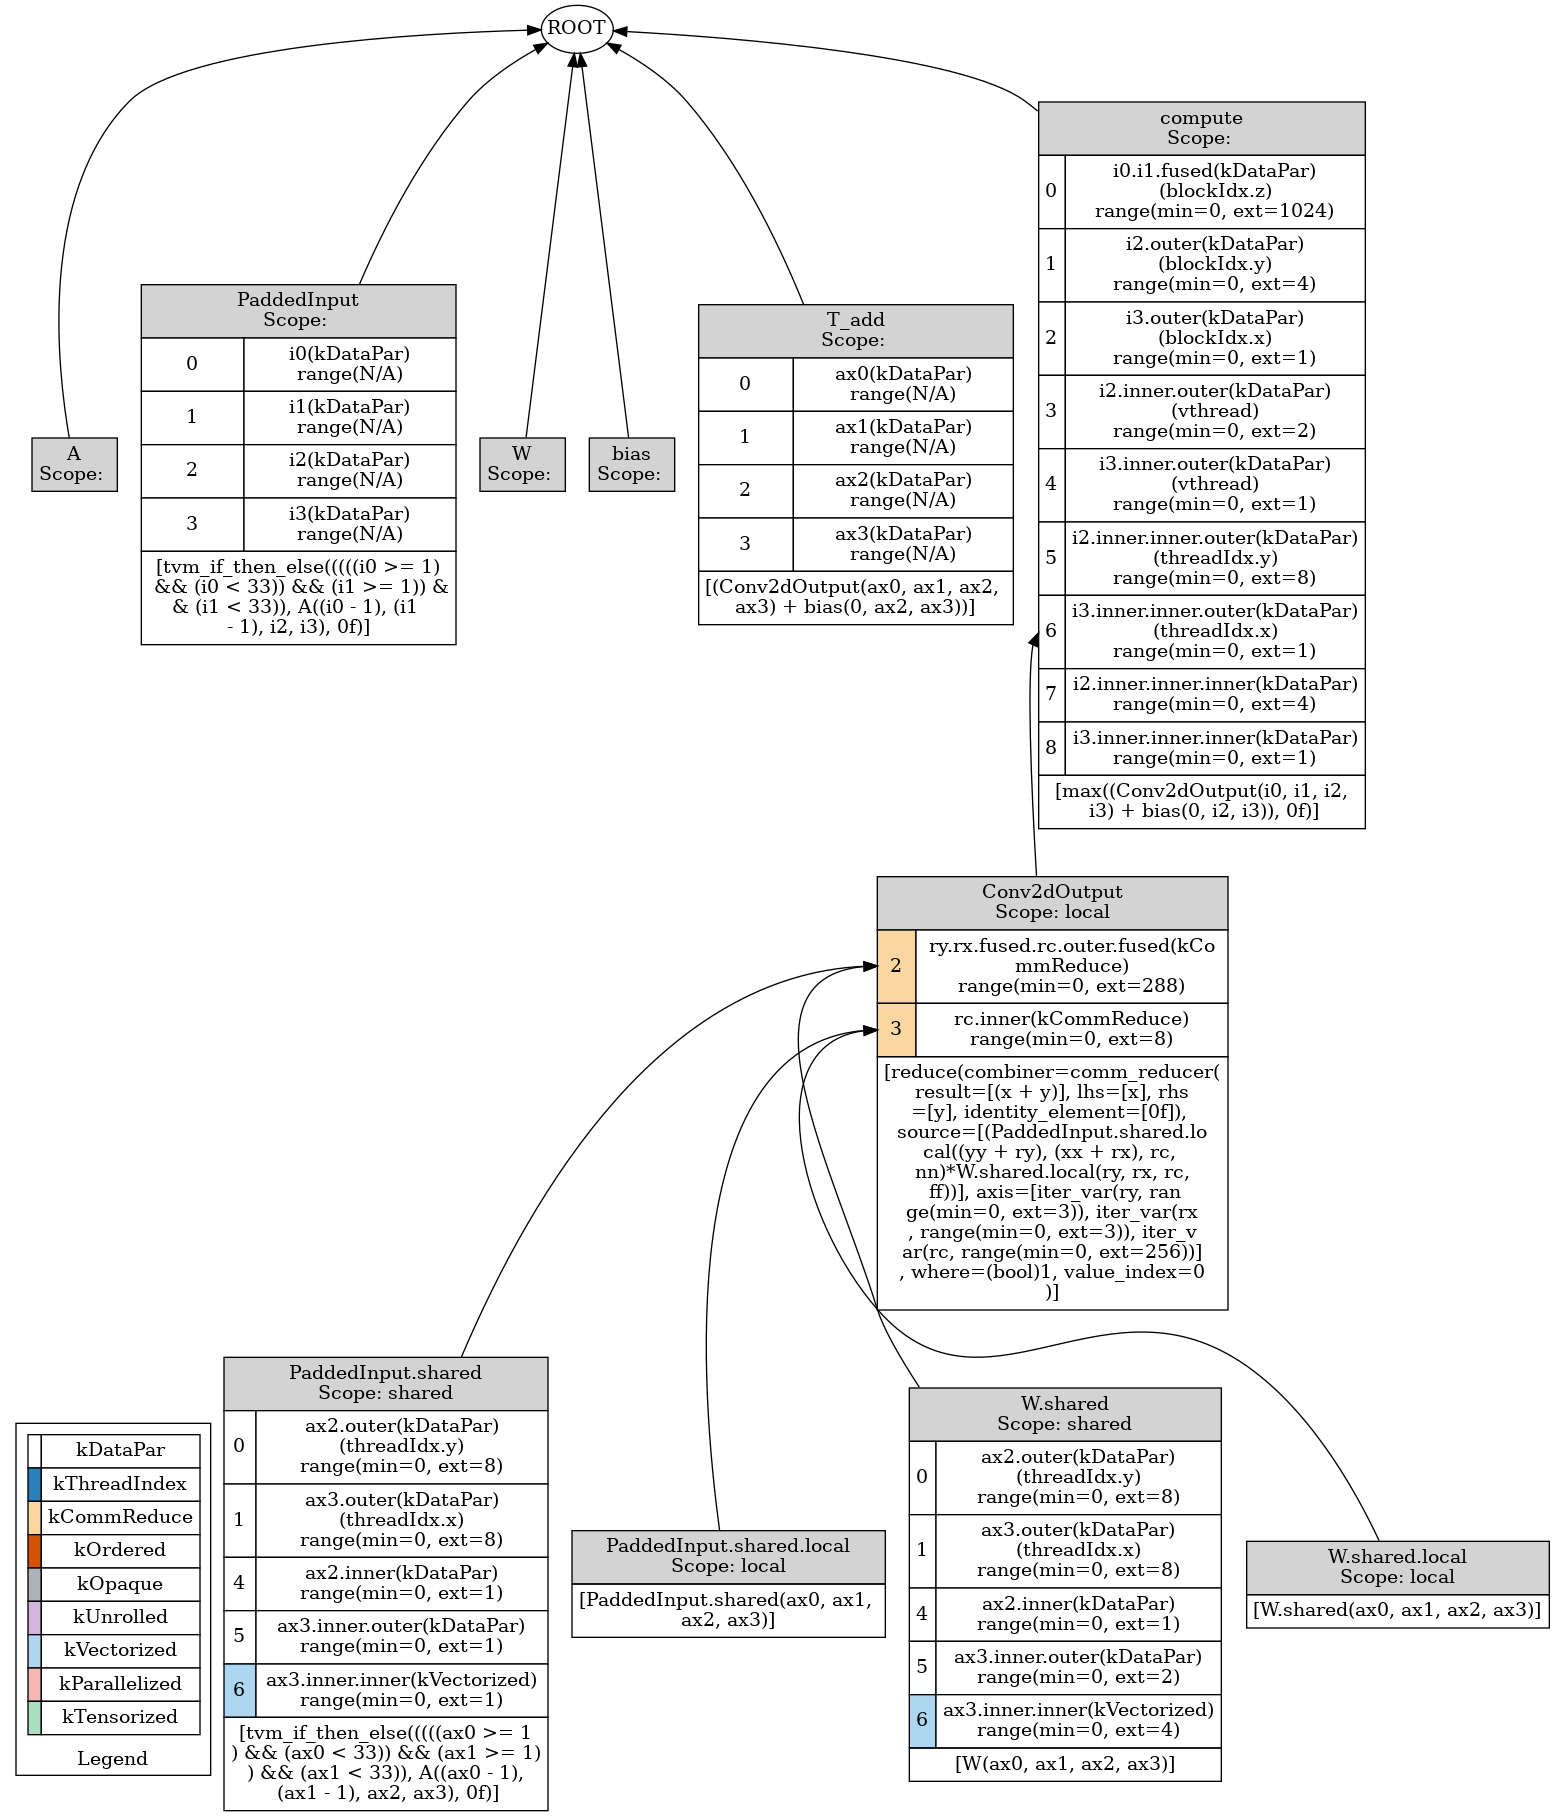 ROOT
compute
Scope:
0
i0.i1.fused(kDataPar)
(blockIdx.z)
range(min=0, ext=1024)
1
i2.outer(kDataPar)
(blockIdx.y)
range(min=0, ext=4)
2
i3.outer(kDataPar)
(blockIdx.x)
range(min=0, ext=1)
3
i2.inner.outer(kDataPar)
(vthread)
range(min=0, ext=2)
4
i3.inner.outer(kDataPar)
(vthread)
range(min=0, ext=1)
5
i2.inner.inner.outer(kDataPar)
(threadIdx.y)
range(min=0, ext=8)
6
i3.inner.inner.outer(kDataPar)
(threadIdx.x)
range(min=0, ext=1)
7
i2.inner.inner.inner(kDataPar)
range(min=0, ext=4)
8
i3.inner.inner.inner(kDataPar)
range(min=0, ext=1)
[max((Conv2dOutput(i0, i1, i2,
i3) + bias(0, i2, i3)), 0f)]
PaddedInput
Scope:
0
i0(kDataPar)
range(N/A)
1
i1(kDataPar)
range(N/A)
2
i2(kDataPar)
range(N/A)
3
i3(kDataPar)
range(N/A)
[tvm_if_then_else(((((i0 >= 1)
&& (i0 < 33)) && (i1 >= 1)) &
& (i1 < 33)), A((i0 - 1), (i1
- 1), i2, i3), 0f)]
T_add
Scope:
0
ax0(kDataPar)
range(N/A)
1
ax1(kDataPar)
range(N/A)
2
ax2(kDataPar)
range(N/A)
3
ax3(kDataPar)
range(N/A)
[(Conv2dOutput(ax0, ax1, ax2,
ax3) + bias(0, ax2, ax3))]
A
Scope:
W
Scope:
bias
Scope:
Conv2dOutput
Scope: local
2
ry.rx.fused.rc.outer.fused(kCo
mmReduce)
range(min=0, ext=288)
3
rc.inner(kCommReduce)
range(min=0, ext=8)
[reduce(combiner=comm_reducer(
result=[(x + y)], lhs=[x], rhs
=[y], identity_element=[0f]),
source=[(PaddedInput.shared.lo
cal((yy + ry), (xx + rx), rc,
nn)*W.shared.local(ry, rx, rc,
ff))], axis=[iter_var(ry, ran
ge(min=0, ext=3)), iter_var(rx
, range(min=0, ext=3)), iter_v
ar(rc, range(min=0, ext=256))]
, where=(bool)1, value_index=0
)]
PaddedInput.shared
Scope: shared
0
ax2.outer(kDataPar)
(threadIdx.y)
range(min=0, ext=8)
1
ax3.outer(kDataPar)
(threadIdx.x)
range(min=0, ext=8)
4
ax2.inner(kDataPar)
range(min=0, ext=1)
5
ax3.inner.outer(kDataPar)
range(min=0, ext=1)
6
ax3.inner.inner(kVectorized)
range(min=0, ext=1)
[tvm_if_then_else(((((ax0 >= 1
) && (ax0 < 33)) && (ax1 >= 1)
) && (ax1 < 33)), A((ax0 - 1),
(ax1 - 1), ax2, ax3), 0f)]
PaddedInput.shared.local
Scope: local
[PaddedInput.shared(ax0, ax1,
ax2, ax3)]
W.shared
Scope: shared
0
ax2.outer(kDataPar)
(threadIdx.y)
range(min=0, ext=8)
1
ax3.outer(kDataPar)
(threadIdx.x)
range(min=0, ext=8)
4
ax2.inner(kDataPar)
range(min=0, ext=1)
5
ax3.inner.outer(kDataPar)
range(min=0, ext=2)
6
ax3.inner.inner(kVectorized)
range(min=0, ext=4)
[W(ax0, ax1, ax2, ax3)]
W.shared.local
Scope: local
[W.shared(ax0, ax1, ax2, ax3)]
kDataPar
kThreadIndex
kCommReduce
kOrdered
kOpaque
kUnrolled
kVectorized
kParallelized
kTensorized
Legend